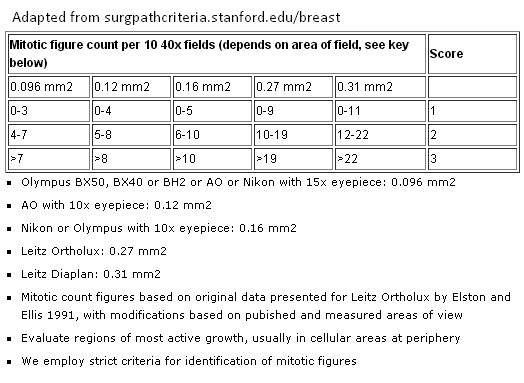 Adapted from surgpathcriteria.stanford.edu/breast
Mitotic figure count per 10 40x fields (depends on area of field, see key
below)
Score
0.096 mm2 0.12 mm2 0.16 mm2 0.27 mm2 0.31 mm2
0-3 0-4 0-5 0-9 0-11 1
4-7 5-8 6-10 10-19 12-22 2
>7 >8 >10 >19 >22 3
▪ Olympus BX50, BX40 or BH2 or AO or Nikon with 15x eyepiece: 0.096 mm2
▪ AO with 10x eyepiece: 0.12 mm2
▪ Nikon or Olympus with 10x eyepiece: 0.16 mm2
▪ Leitz Ortholux: 0.27 mm2
▪ Leitz Diaplan: 0.31 mm2
▪ Mitotic count figures based on original data presented for Leitz Ortholux by Elston and
Ellis 1991, with modifications based on pubished and measured areas of view
▪ Evaluate regions of most active growth, usually in cellular areas at periphery
▪ We employ strict criteria for identification of mitotic figures